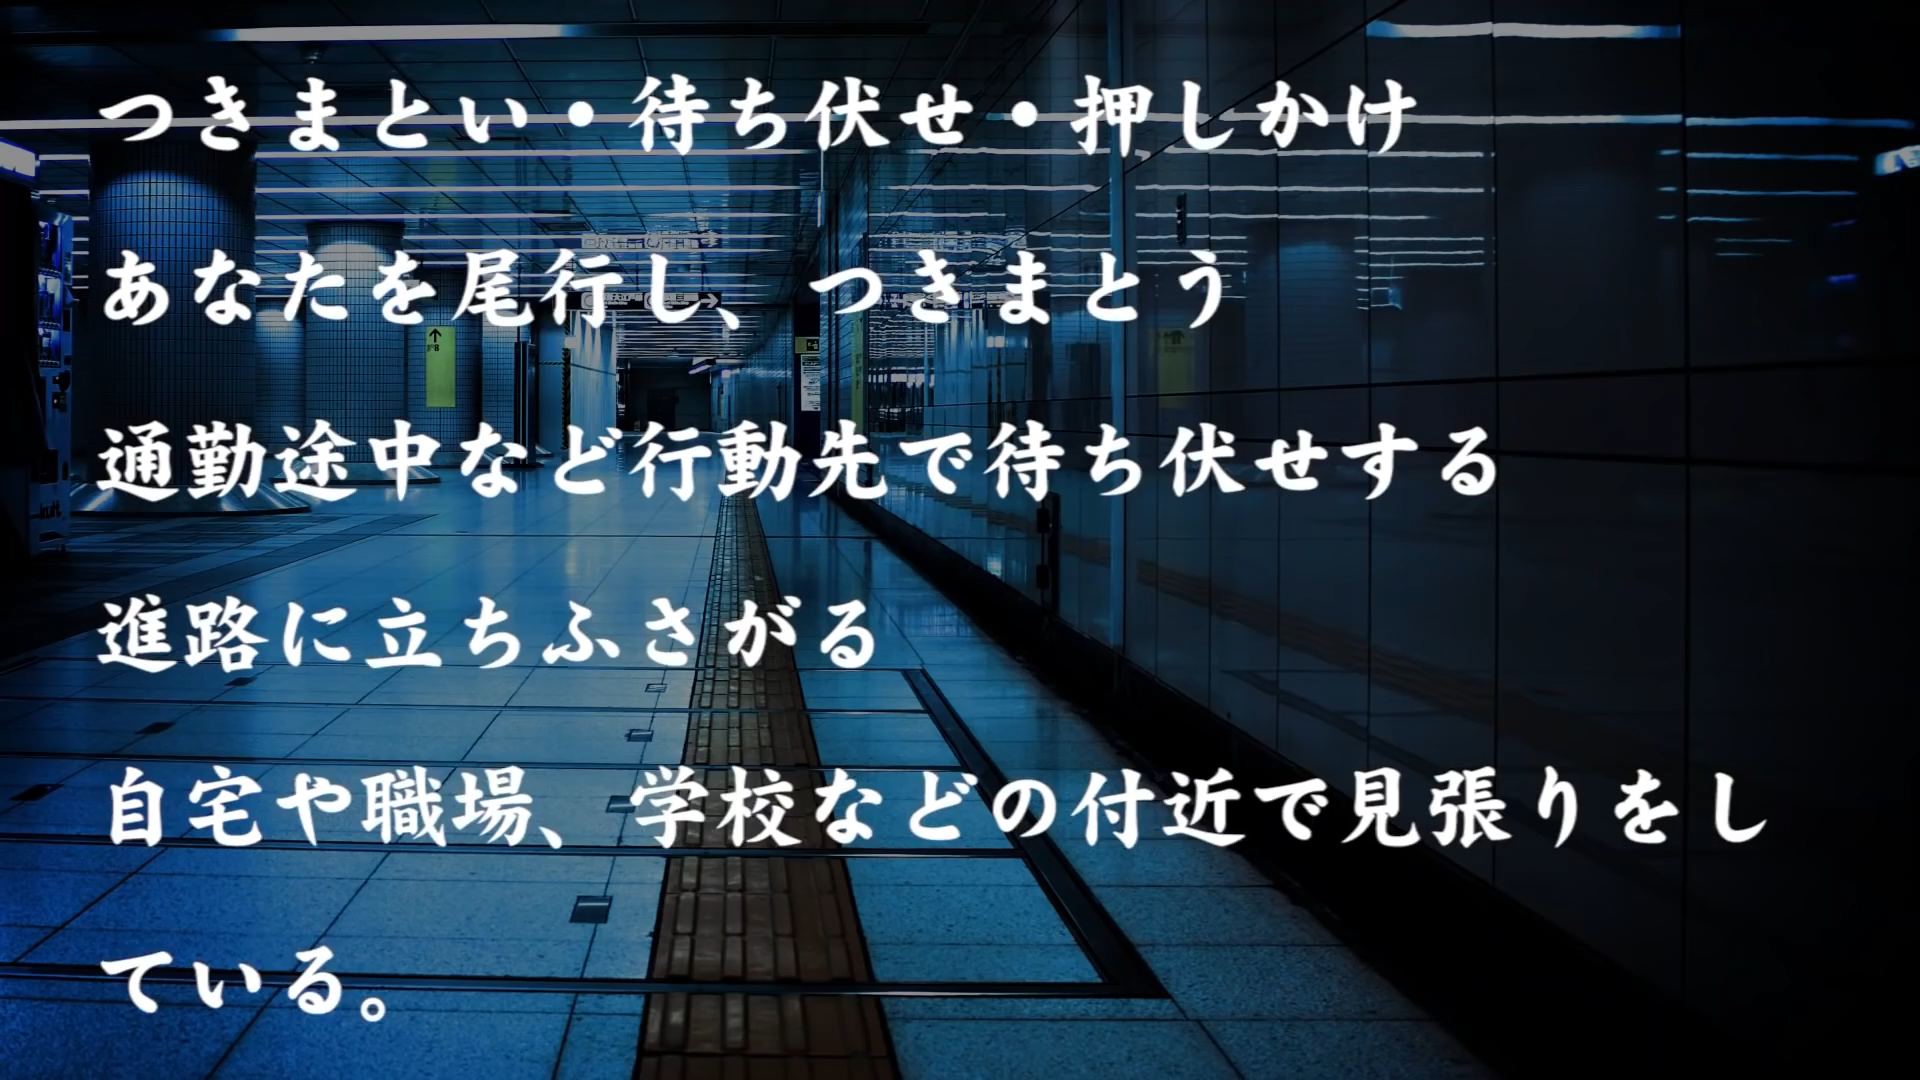 つきまとい・待ち伏せ・押しかけ
あなたを尾行し、つきまとう
通勤途中など行動先で待ち伏せする
進路に立ちふさがる
自宅や職場、学校などの付近で見張りをし
ている。
8